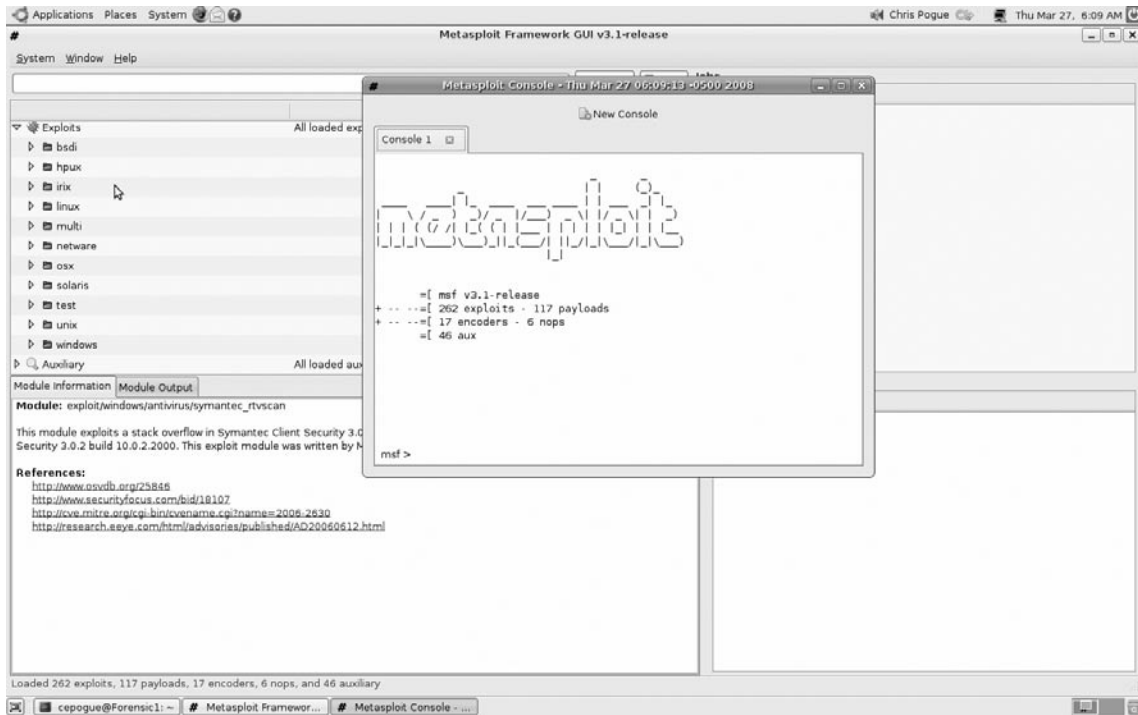 Applications Places System
Chris Pogue
Thu Mar 27, 6:09 AM
Metasploit Framework GUI v3.1-release
System Window Help
Jobs
Exploits All loaded exp
bsdi
hpux
irix
linux
multi
netware
osx
solaris
test
unix
windows
Auxiliary All loaded aux
Metasploit Console - Thu Mar 27 06:09:13 -0500 2008
New Console
Console 1
metasploit
=[ msf v3.1-release
+ -- --=[ 262 exploits - 117 payloads
+ -- --=[ 17 encoders - 6 nops
=[ 46 aux
msf >
Module Information Module Output
Module: exploit/windows/antivirus/symantec_rtvscan
This module exploits a stack overflow in Symantec Client Security 3.0
Security 3.0.2 build 10.0.2.2000. This exploit module was written by M
References:
http://www.osvdb.org/25846
http://www.securityfocus.com/bid/18107
http://cve.mitre.org/cgi-bin/cvename.cgi?name=2006-2630
http://research.eeye.com/html/advisories/published/AD20060612.html
Loaded 262 exploits, 117 payloads, 17 encoders, 6 nops, and 46 auxiliary
cepogue@Forensic1: ~
Metasploit Framewor...
Metasploit Console - ...